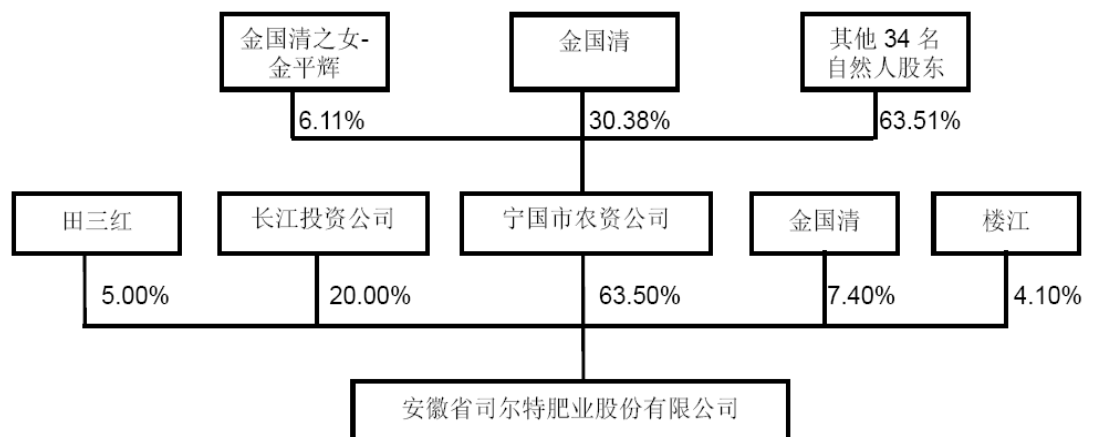 金国清之女-
金平辉
金国清
其他 34 名
自然人股东
6.11%
30.38%
63.51%
田三红
长江投资公司
宁国市农资公司
金国清
楼江
5.00%
20.00%
63.50%
7.40%
4.10%
安徽省司尔特肥业股份有限公司